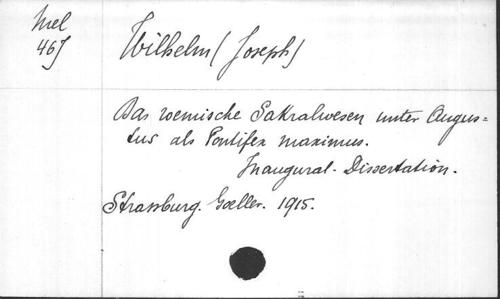 Mel
467
Wilhelm (Joseph)
Das roemische Sakralwesen unter Augus=
tus als Pontifex maximus.
Inaugural-Dissertation.
Strassburg. Goeller. 1915.